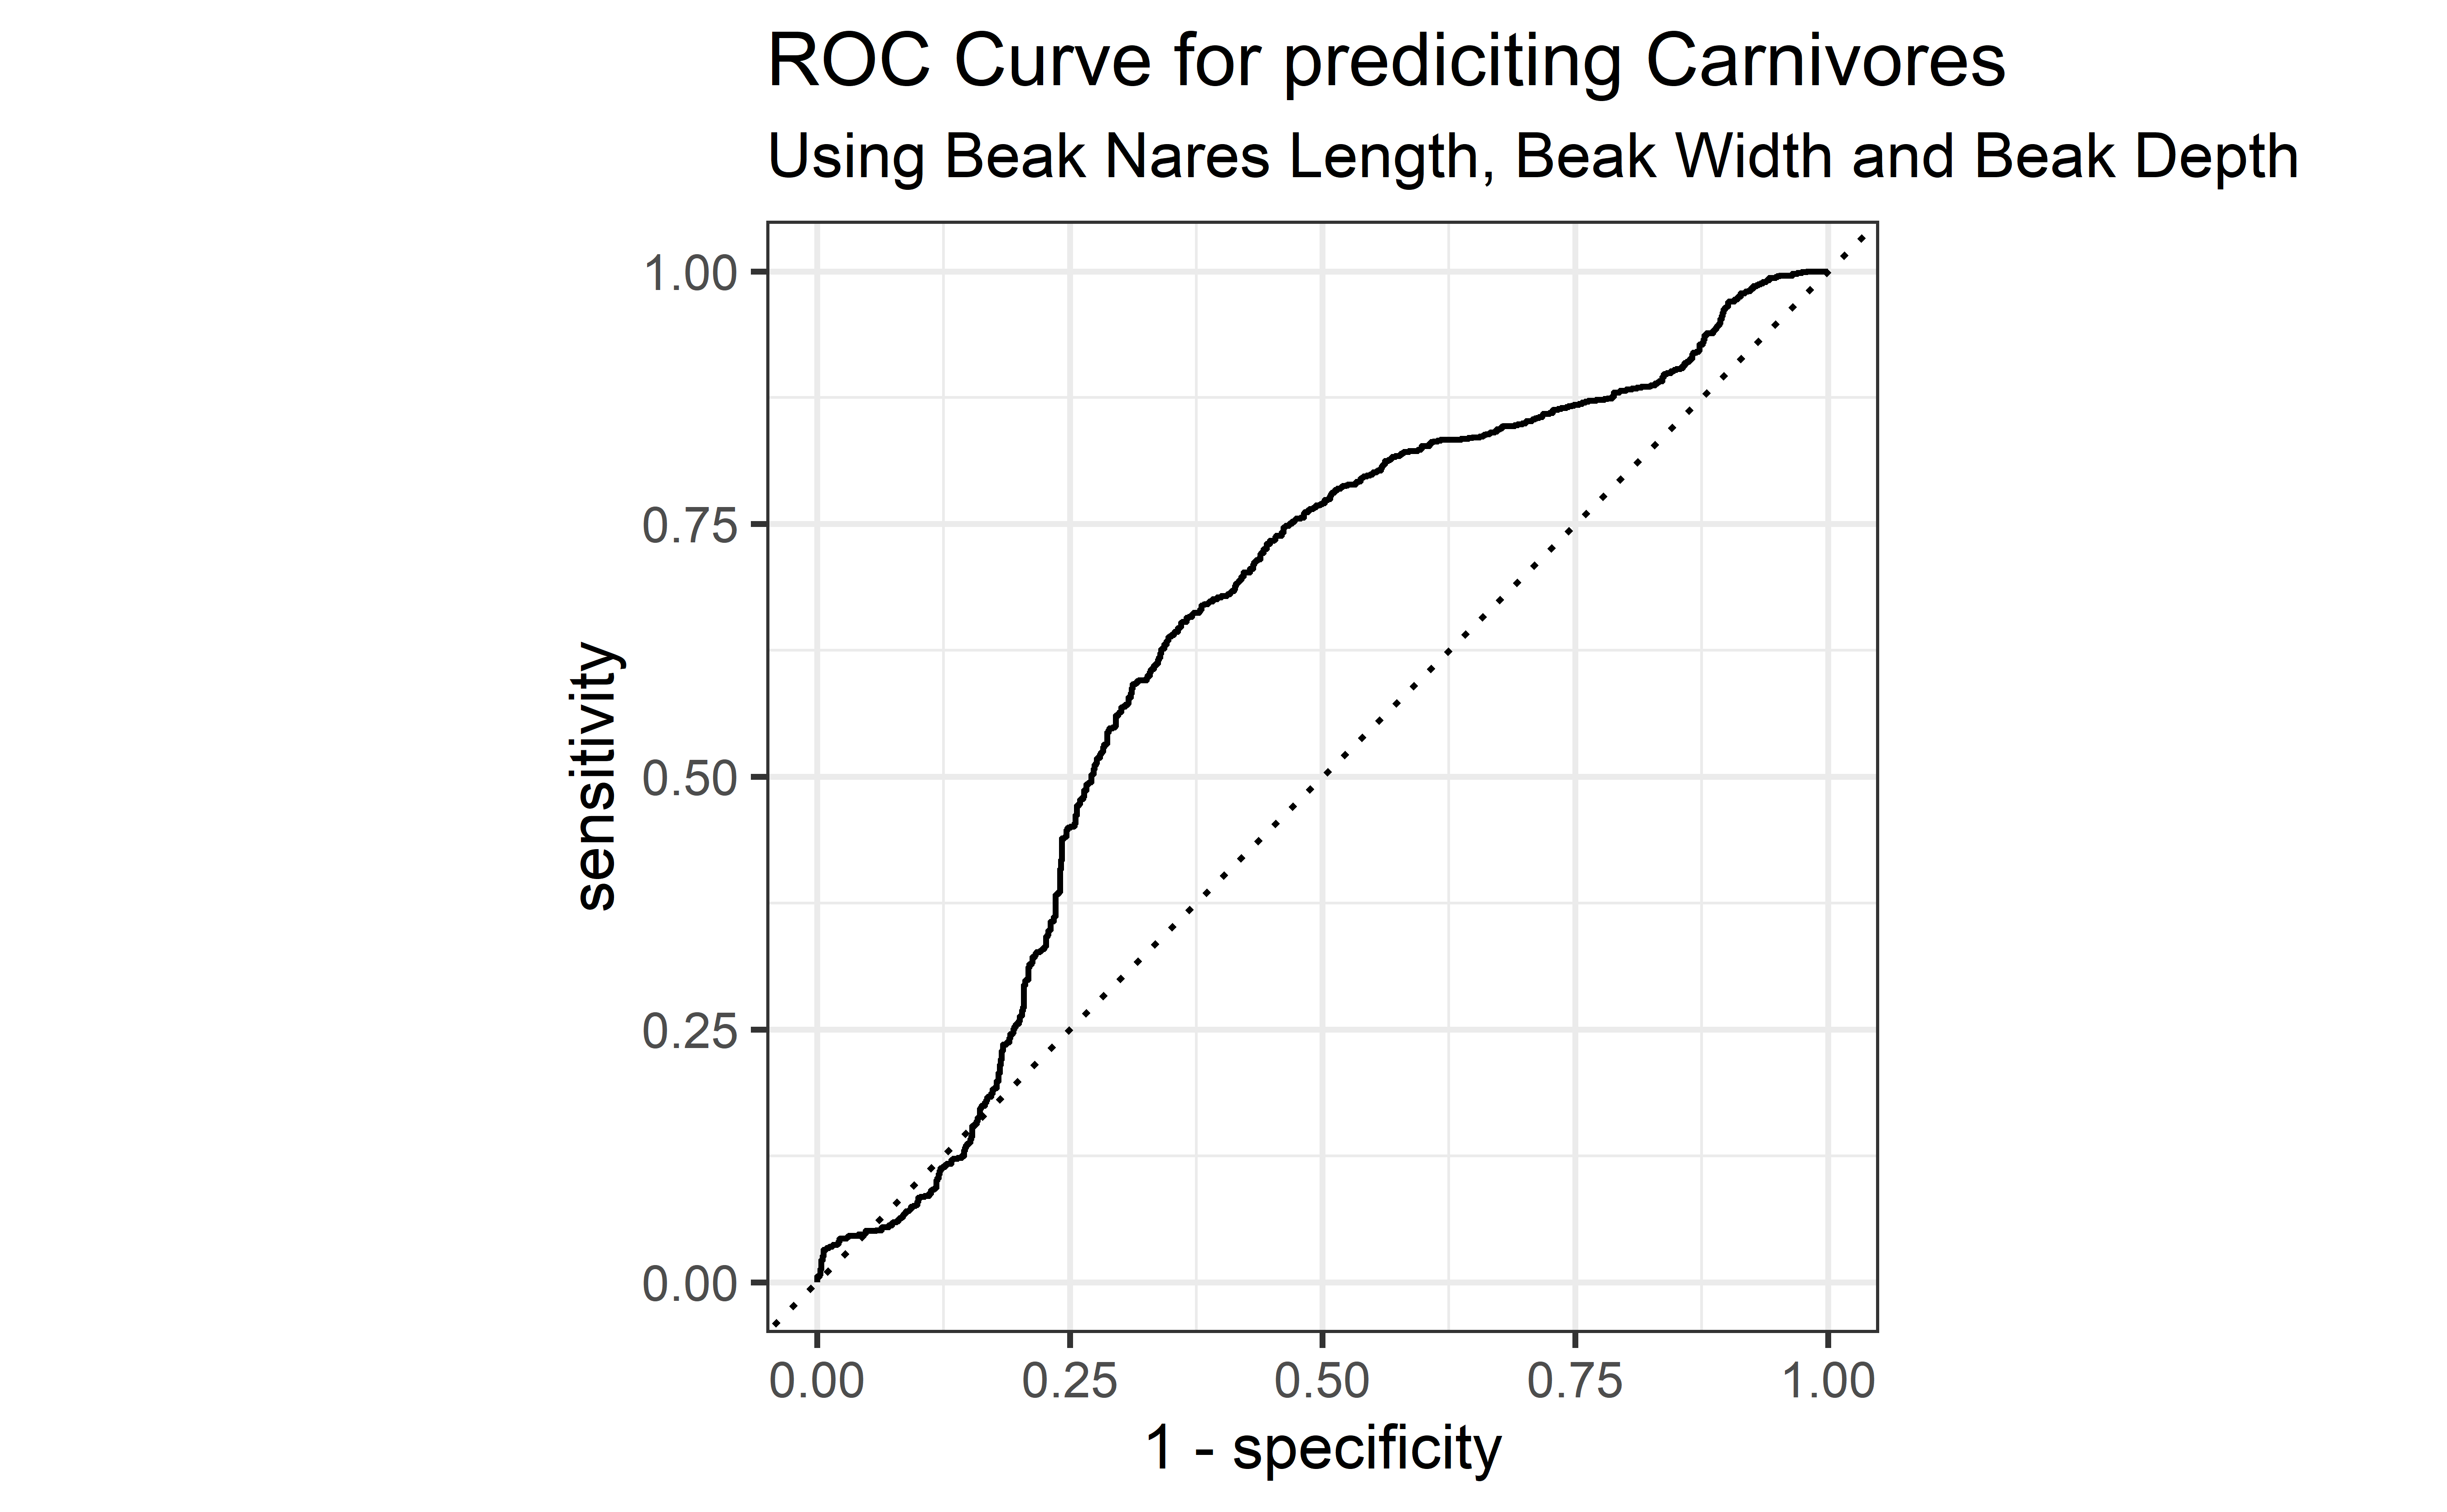 ROC Curve for prediciting Carnivores
Using Beak Nares Length, Beak Width and Beak Depth
1.00
0.75
0.50
0.25
0.00
sensitivity
0.00 0.25 0.50 0.75 1.00
1 - specificity